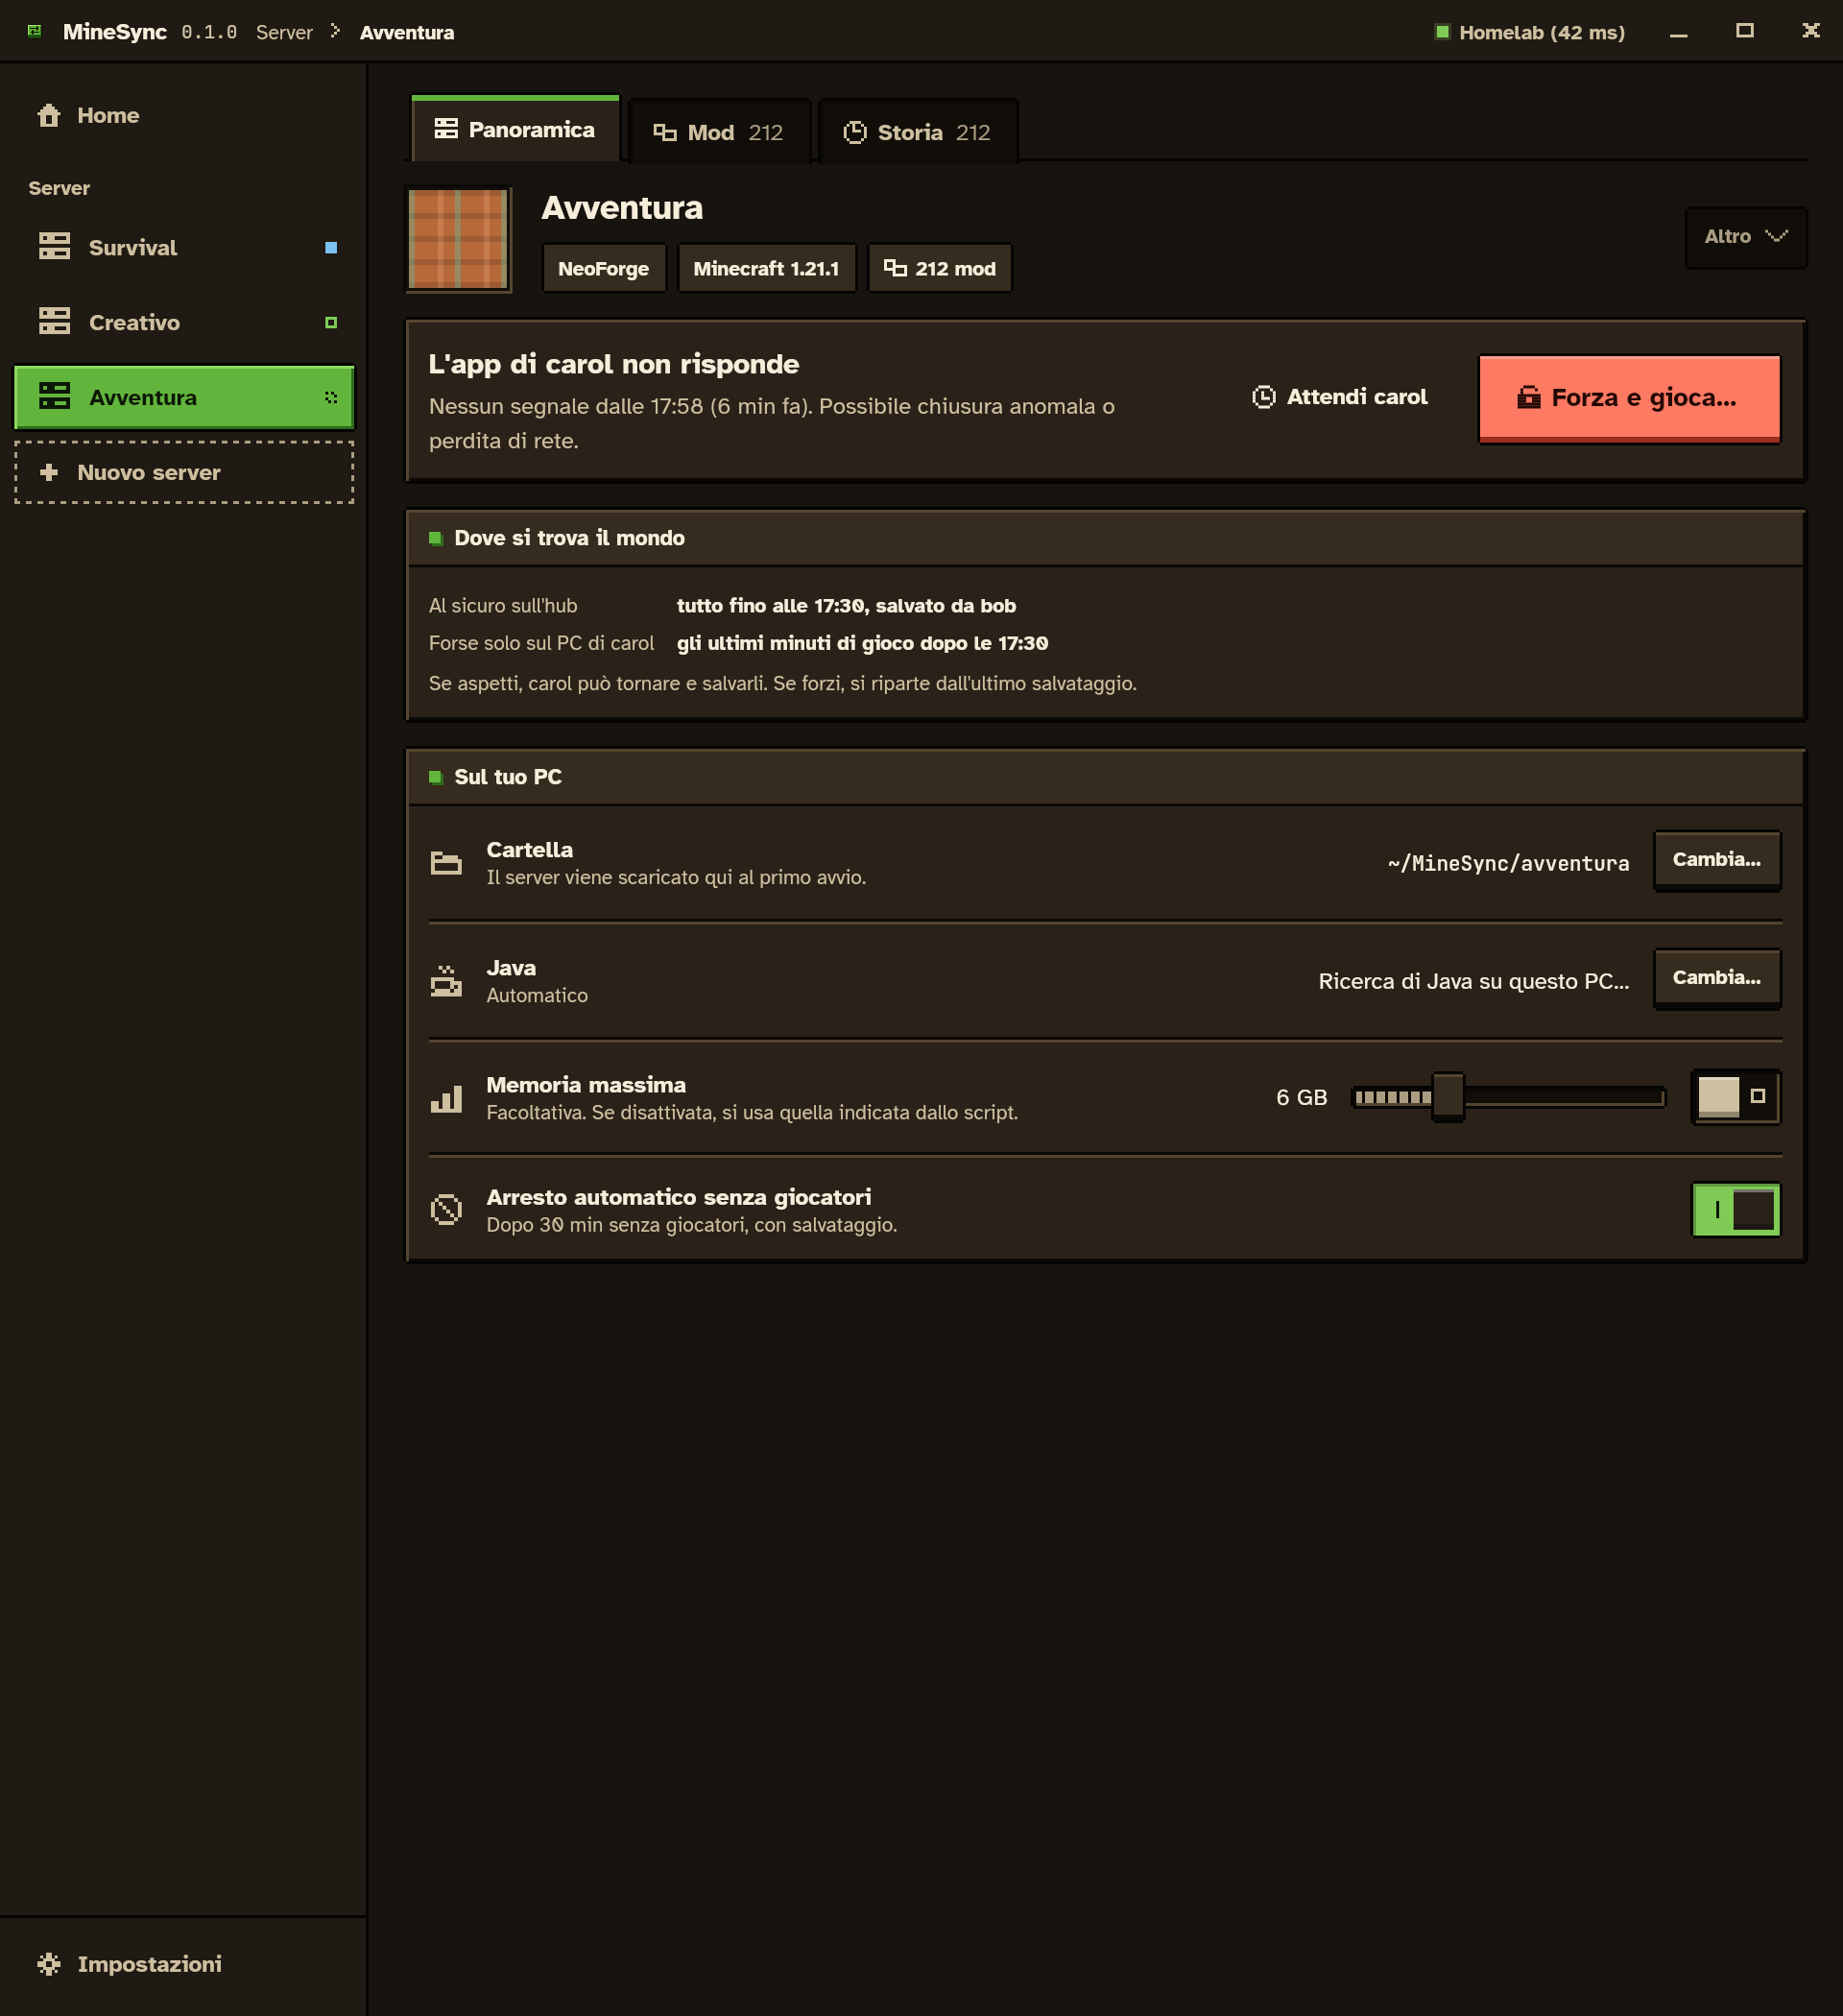 MineSync 0.1.0 Server Avventura
Homelab (42 ms)
Home
Server
Survival
Creativo
Avventura
Nuovo server
Impostazioni
Panoramica
Mod 212
Storia 212
Avventura
NeoForge
Minecraft 1.21.1
212 mod
Altro
L'app di carol non risponde
Nessun segnale dalle 17:58 (6 min fa). Possibile chiusura anomala o
perdita di rete.
Attendi carol
Forza e gioca...
Dove si trova il mondo
Al sicuro sull'hub tutto fino alle 17:30, salvato da bob
Forse solo sul PC di carol gli ultimi minuti di gioco dopo le 17:30
Se aspetti, carol può tornare e salvarli. Se forzi, si riparte dall'ultimo salvataggio.
Sul tuo PC
Cartella
Il server viene scaricato qui al primo avvio.
~/MineSync/avventura
Cambia...
Java
Automatico
Ricerca di Java su questo PC...
Cambia...
Memoria massima
Facoltativa. Se disattivata, si usa quella indicata dallo script.
6 GB
Arresto automatico senza giocatori
Dopo 30 min senza giocatori, con salvataggio.